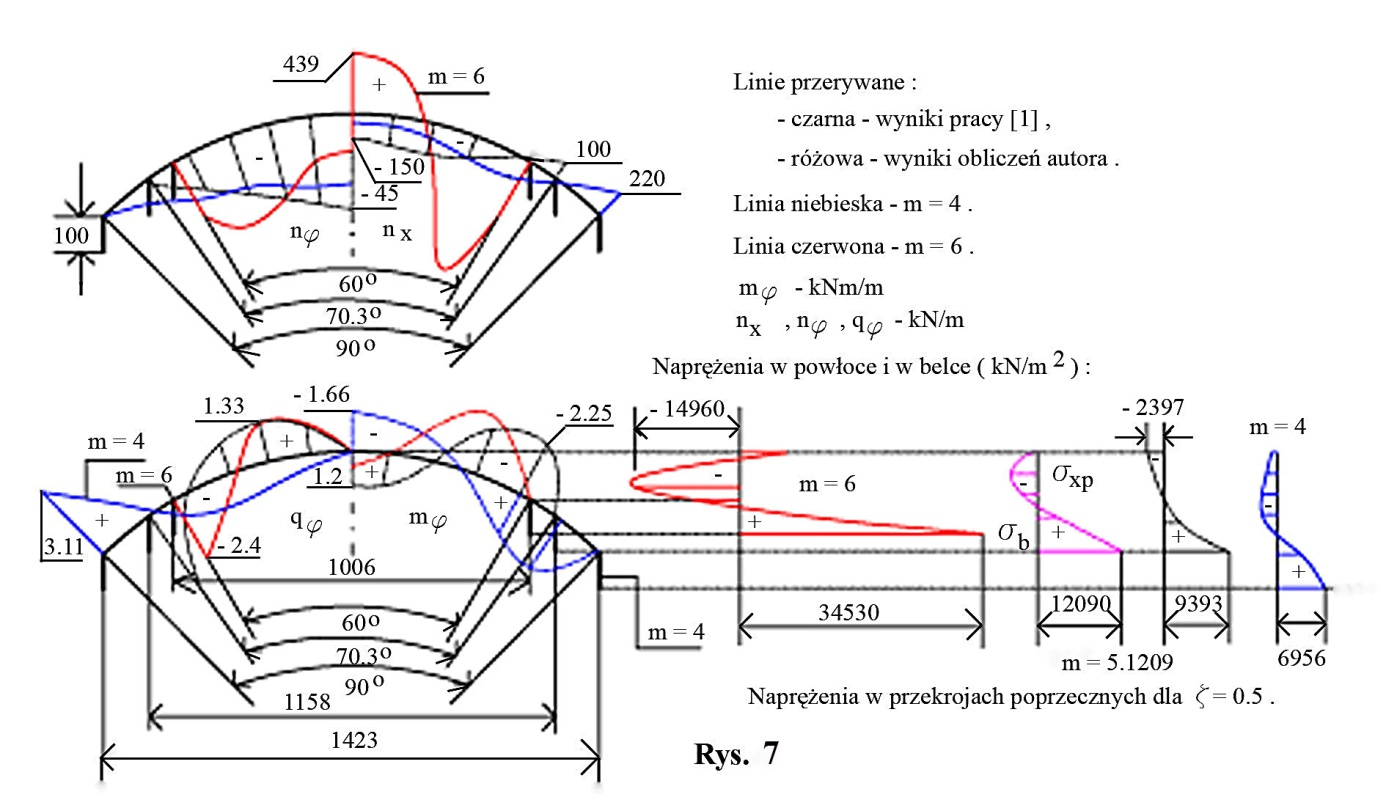 439
+
m = 6
-
-
- 150
- 45
100
220
100
nφ
nx
60o
70.3o
90o
Linie przerywane :
- czarna - wyniki pracy [1] ,
- różowa - wyniki obliczeń autora .
Linia niebieska - m = 4 .
Linia czerwona - m = 6 .
mφ - kNm/m
nx , nφ , qφ - kN/m
Naprężenia w powłoce i w belce ( kN/m 2 ) :
1.33
- 1.66
- 2.25
m = 4
m = 6
+
-
-
+
-
+
+
1.2
3.11
- 2.4
qφ
mφ
1006
60o
70.3o
90o
1158
1423
m = 4
- 14960
-
m = 6
+
34530
-
σxp
σb
+
12090
- 2397
-
+
9393
m = 5.1209
m = 4
-
+
6956
Naprężenia w przekrojach poprzecznych dla ζ = 0.5 .
Rys. 7